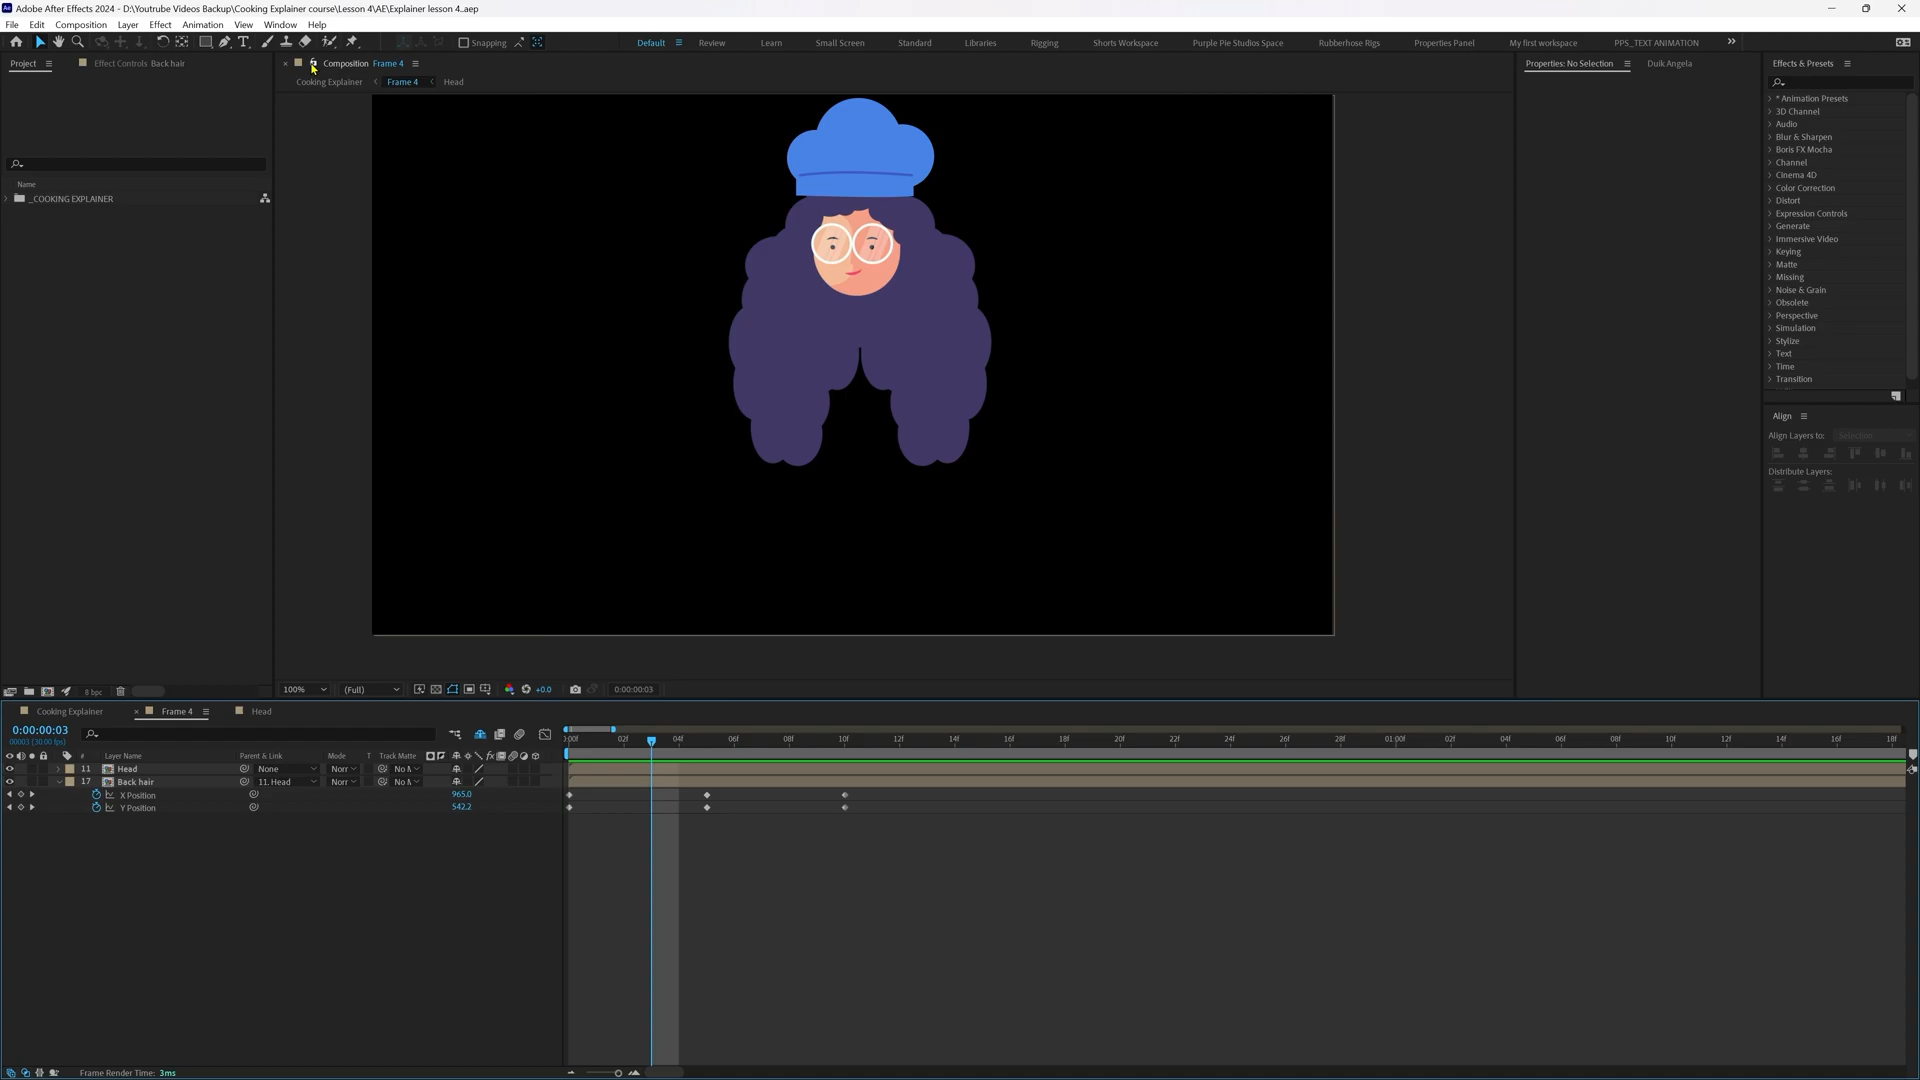 Adobe After Effects 2024 - D:\Youtube Videos Backup\Cooking Explainer course\Lesson 4\AE\Explainer lesson 4..aep
File Edit Composition Layer Effect Animation View Window Help
Snapping Default Review Learn Small Screen Standard Libraries Rigging Shorts Workspace Purple Pie Studios Space Rubberhose Rigs Properties Panel My first workspace PPS_TEXT ANIMATION
Project Effect Controls Back hair Composition Frame 4 Properties: No Selection Duik Angela Effects & Presets
Cooking Explainer Frame 4 Head
* Animation Presets
3D Channel
Audio
Blur & Sharpen
Boris FX Mocha
Channel
Cinema 4D
Color Correction
Distort
Expression Controls
Generate
Immersive Video
Keying
Matte
Missing
Noise & Grain
Obsolete
Perspective
Simulation
Stylize
Text
Time
Transition
Name
_COOKING EXPLAINER
Align
Align Layers to: Selection
Distribute Layers:
8 bpc 100% (Full) +0.0 0:00:00:03
Cooking Explainer Frame 4 Head
0:00:00:03
00003 (30.00 fps)
0:00f 02f 04f 06f 08f 10f 12f 14f 16f 18f 20f 22f 24f 26f 28f 01:00f 02f 04f 06f 08f 10f 12f 14f 16f 18f
# Layer Name Parent & Link Mode T Track Matte
11 Head None Norr No M
17 Back hair 11. Head Norr No M
X Position 965.0
Y Position 542.2
Frame Render Time: 3ms